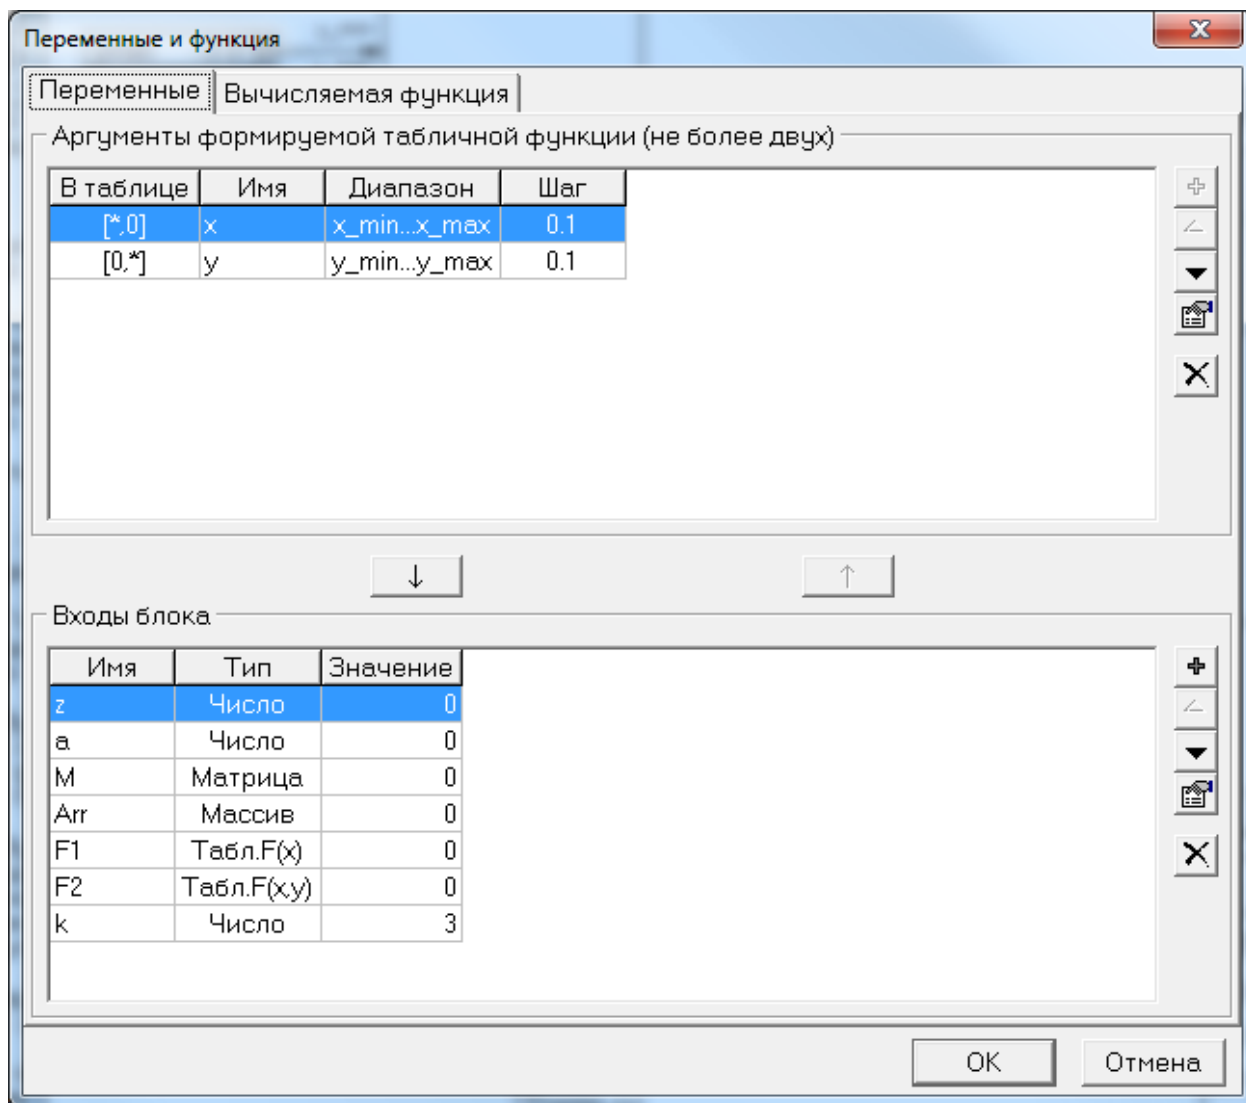 Переменные и функция
Переменные Вычисляемая функция
Аргументы формируемой табличной функции (не более двух)
В таблице Имя Диапазон Шаг
[*,0] x x_min...x_max 0.1
[0,*] y y_min...y_max 0.1
Входы блока
Имя Тип Значение
z Число 0
a Число 0
M Матрица 0
Arr Массив 0
F1 Табл.F(x) 0
F2 Табл.F(x,y) 0
k Число 3
OK Отмена